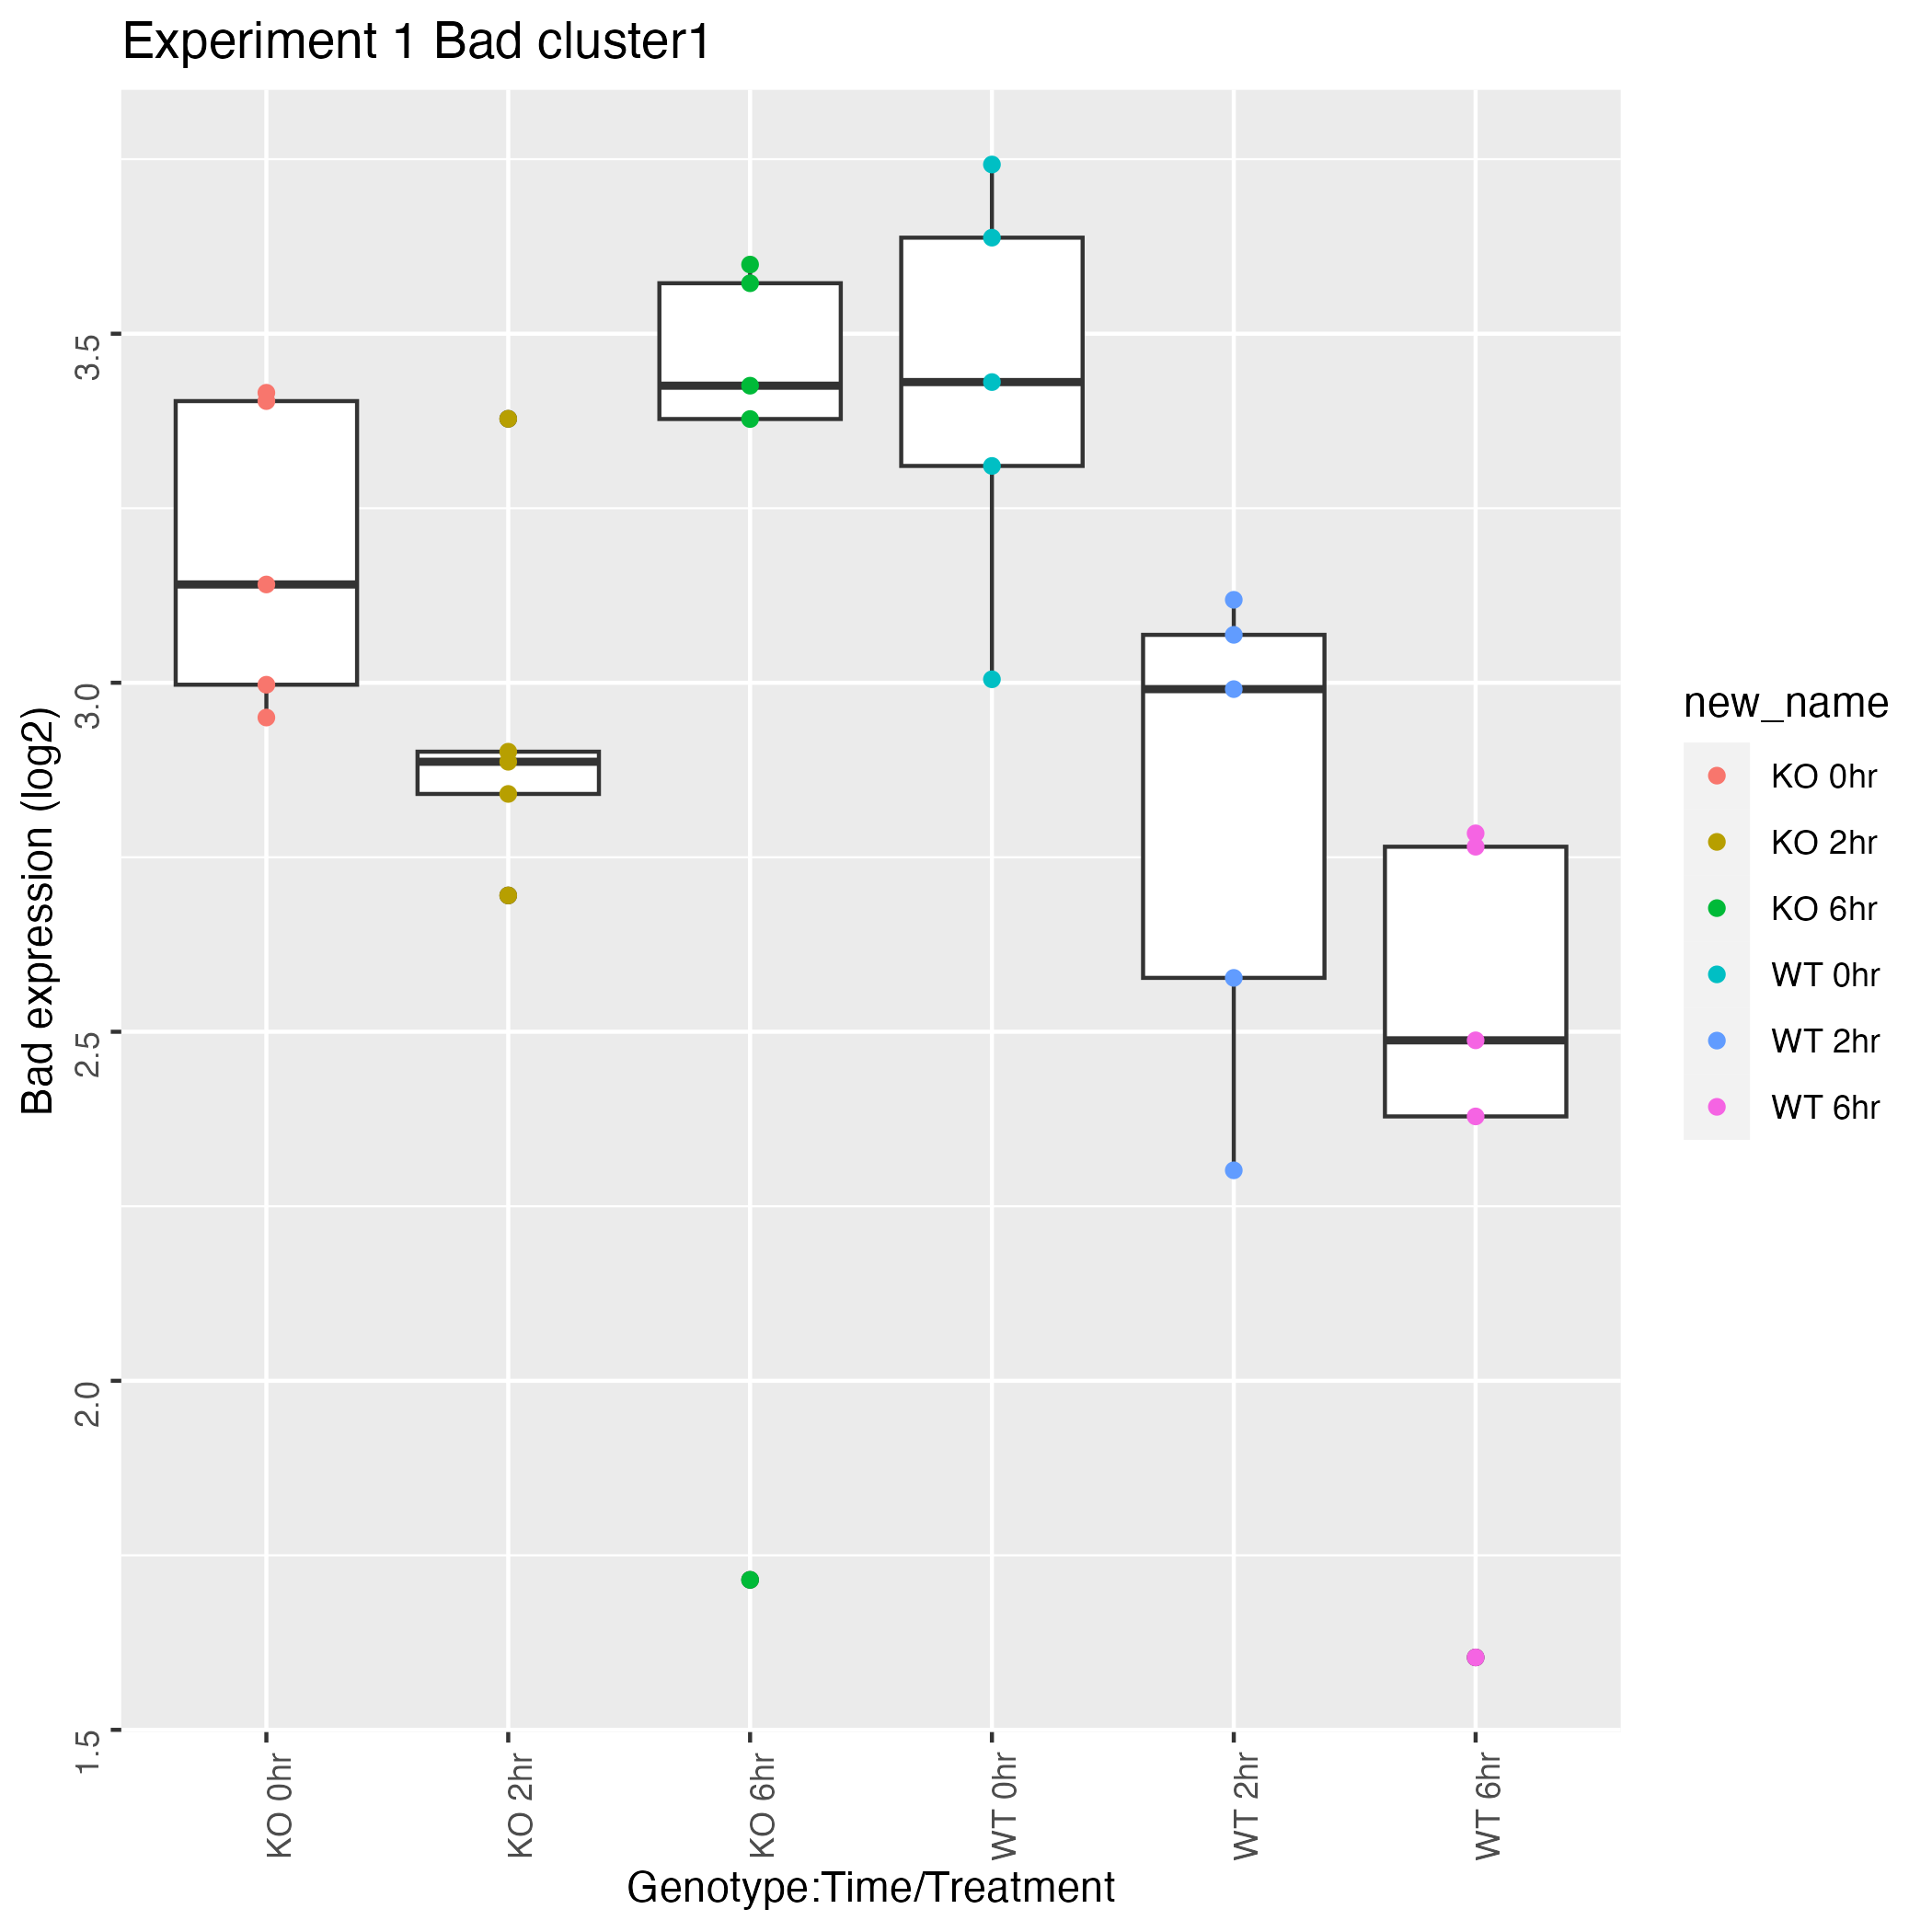 Experiment 1 Bad cluster1
Bad expression (log2)
3.5
3.0
2.5
2.0
1.5
KO 0hr
KO 2hr
KO 6hr
WT 0hr
WT 2hr
WT 6hr
Genotype:Time/Treatment
new_name
KO 0hr
KO 2hr
KO 6hr
WT 0hr
WT 2hr
WT 6hr